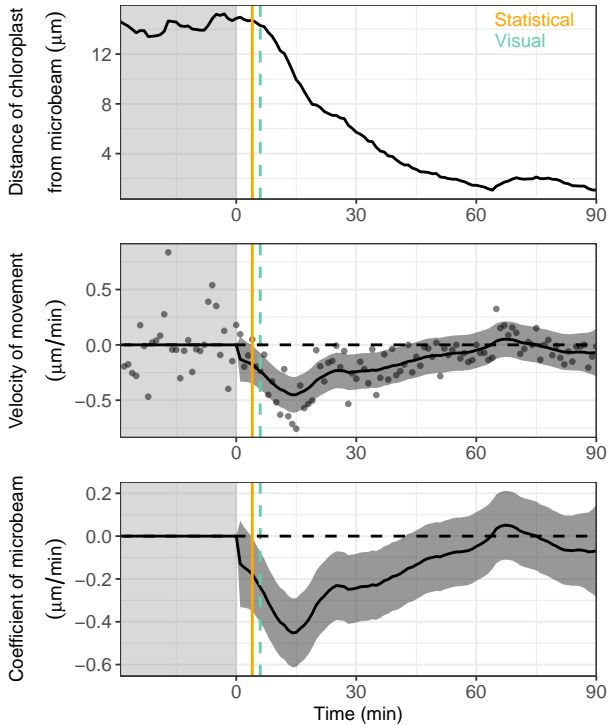 Distance of chloroplast
from microbeam (μm)
14
4
Statistical
Visual
0
30
60
90
Velocity of movement
(μm/min)
0.5
0.0
−0.5
0
30
60
90
Coefficient of microbeam
(μm/min)
0.2
0.0
−0.2
−0.4
−0.6
0
30
60
90
Time (min)